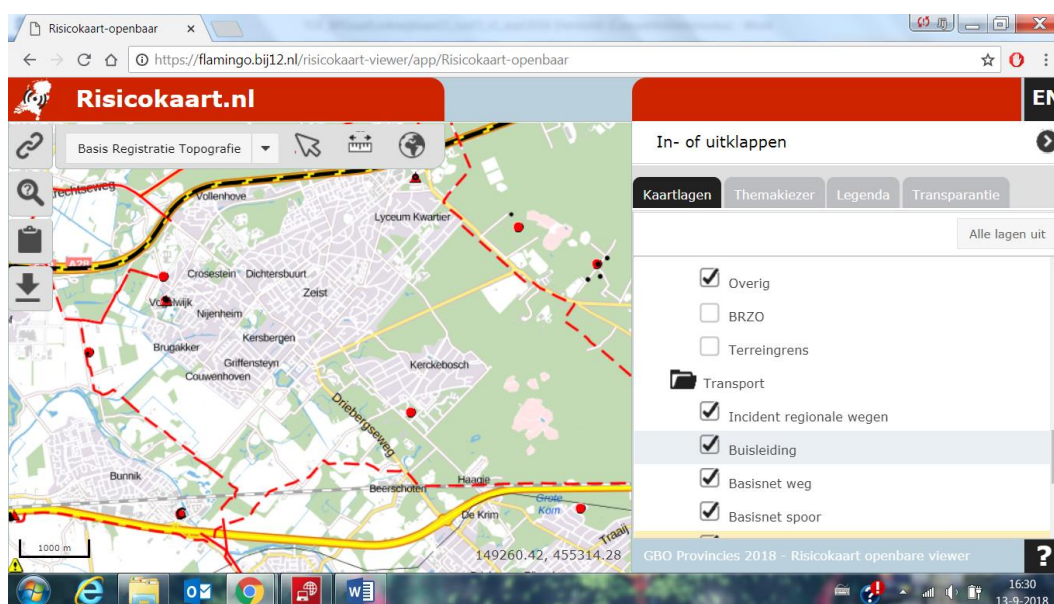 Risicokaart-openbaar
https://flamingo.bij12.nl/risicokaart-viewer/app/Risicokaart-openbaar
Risicokaart.nl
EN
Basis Registratie Topografie
In- of uitklappen
Kaartlagen Themakiezer Legenda Transparantie
Alle lagen uit
Overig
BRZO
Terreingrens
Transport
Incident regionale wegen
Buisleiding
Basisnet weg
Basisnet spoor
Vollenhove
Lyceum Kwartier
A28
Crosestein Dichtersbuurt
Zeist
Nijenheim
Kersbergen
Brugakker
Griffensteyn
Couwenhoven
Kerckebosch
Driebergseweg
Bunnik
Beerschoten
Haagje
Grote
Kom
De Krim
Traaij
1000 m
149260.42, 455314.28
GBO Provincies 2018 - Risicokaart openbare viewer
?
16:30
13-9-2018